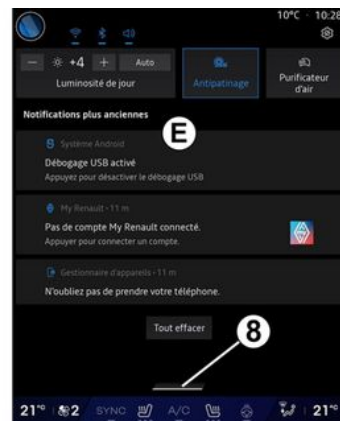 10°C · 10:28
— +4 + Auto
Luminosité de jour
Antipatinage
Purificateur
d'air
Notifications plus anciennes
E
Système Android
Débogage USB activé
Appuyez pour désactiver le débogage USB
My Renault · 11 m
Pas de compte My Renault connecté.
Appuyer pour connecter un compte.
Gestionnaire d'appareils · 11 m
N'oubliez pas de prendre votre téléphone.
Tout effacer
8
21°C 2 SYNC A/C 21°C